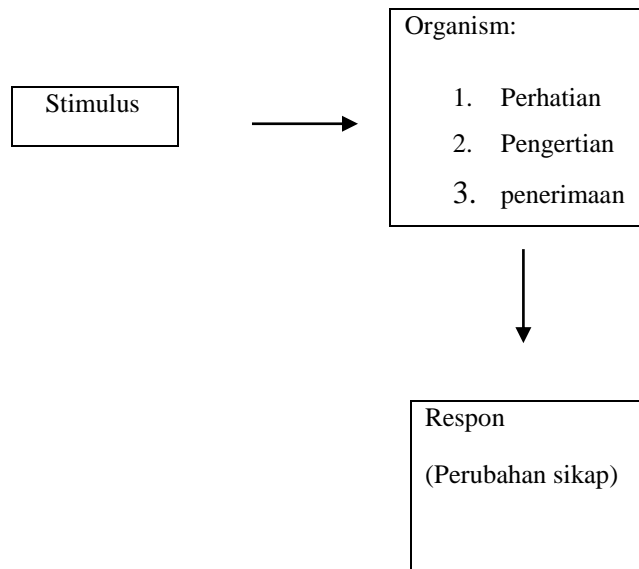 Stimulus
Organism:
1. Perhatian
2. Pengertian
3. penerimaan
Respon
(Perubahan sikap)